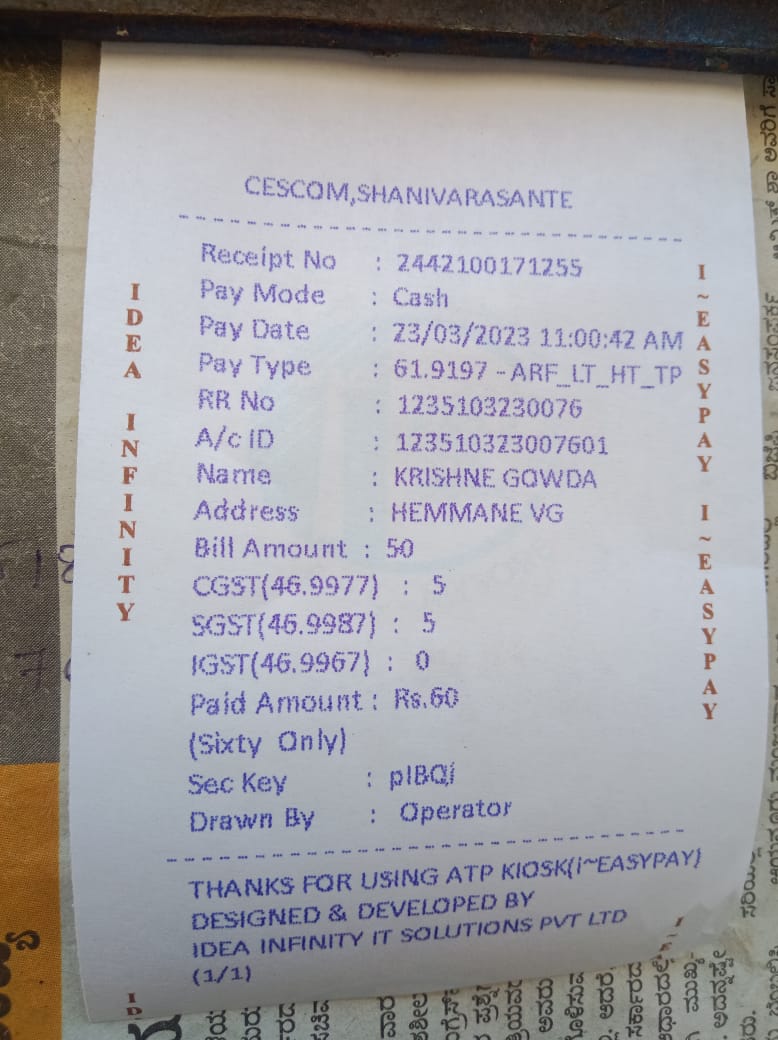 CESCOM,SHANIVARASANTE
Receipt No : 2442100171255
Pay Mode : Cash
Pay Date : 23/03/2023 11:00:42 AM
Pay Type : 61.9197 - ARF_LT_HT_TP
RR No : 1235103230076
A/c ID : 123510323007601
Name : KRISHNE GOWDA
Address : HEMMANE VG
Bill Amount : 50
CGST(46.9977) : 5
SGST(46.9987) : 5
IGST(46.9967) : 0
Paid Amount : Rs.60
(Sixty Only)
Sec Key : pIBQj
Drawn By : Operator
THANKS FOR USING ATP KIOSK(i~EASYPAY)
DESIGNED & DEVELOPED BY
IDEA INFINITY IT SOLUTIONS PVT LTD
(1/1)
IDEA INFINITY
I~EASYPAY I~EASYPAY
ID